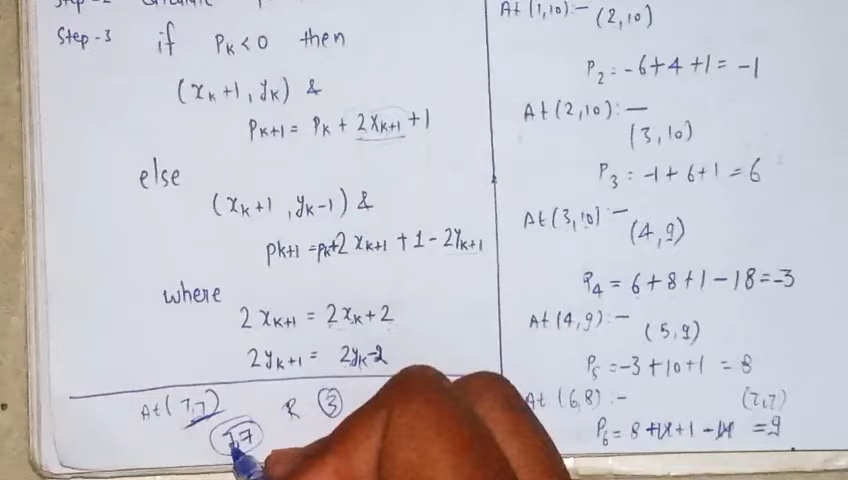 Step-3 if Pk<0 then
(xk+1, yk) &
Pk+1 = Pk + 2xk+1 +1
else
(xk+1, yk-1) &
Pk+1 = Pk+2xk+1 + 1 - 2yk+1
where
2xk+1 = 2xk+2
2yk+1 = 2yk-2
At (7,7) R 3
7,7
At (1,10):- (2,10)
P2 = -6+4+1 = -1
At (2,10):-
(3,10)
P3 = -1+6+1 = 6
At (3,10)-
(4,9)
P4 = 6+8+1-18=-3
At (4,9):- (5,9)
P5 = -3+10+1 = 8
At (6,8) :- (7,7)
P6 = 8+ +1- =9